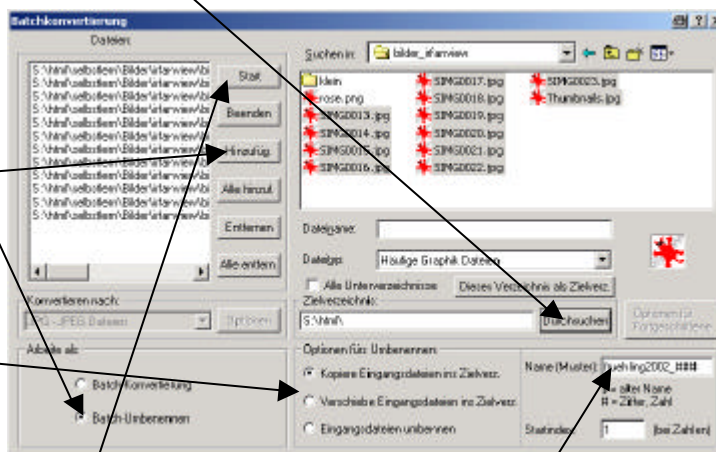 Batchkonvertierung
Dateien:
S:\html\selbstlern\Bilder\irfanview\bi
S:\html\selbstlern\Bilder\irfanview\bi
S:\html\selbstlern\Bilder\irfanview\bi
S:\html\selbstlern\Bilder\irfanview\bi
S:\html\selbstlern\Bilder\irfanview\bi
S:\html\selbstlern\Bilder\irfanview\bi
S:\html\selbstlern\Bilder\irfanview\bi
S:\html\selbstlern\Bilder\irfanview\bi
S:\html\selbstlern\Bilder\irfanview\bi
S:\html\selbstlern\Bilder\irfanview\bi
S:\html\selbstlern\Bilder\irfanview\bi
S:\html\selbstlern\Bilder\irfanview\bi
Start
Beenden
Hinzufüg.
Alle hinzuf.
Entfernen
Alle entfern
Suchen in:
bilder_irfanview
klein
rose.png
SIMG0013.jpg
SIMG0014.jpg
SIMG0015.jpg
SIMG0016.jpg
SIMG0017.jpg
SIMG0018.jpg
SIMG0019.jpg
SIMG0020.jpg
SIMG0021.jpg
SIMG0022.jpg
SIMG0023.jpg
Thumbnails.jpg
Dateiname:
Dateityp:
Häufige Graphik Dateien
Alle Unterverzeichnisse
Dieses Verzeichnis als Zielverz.
Konvertieren nach:
JPG - JPEG Dateien
Optionen
Zielverzeichnis:
S:\html\
Durchsuchen
Optionen für Fortgeschrittene
Arbeite als:
Batch-Konvertierung
Batch-Umbenennen
Optionen für Umbenennen:
Kopiere Eingangsdateien ins Zielverz.
Verschiebe Eingangsdateien ins Zielverz.
Eingangsdateien umbennen
Name (Muster):
uehling2002_###
= alter Name
# = Ziffer, Zahl
Startindex:
1
(bei Zahlen)